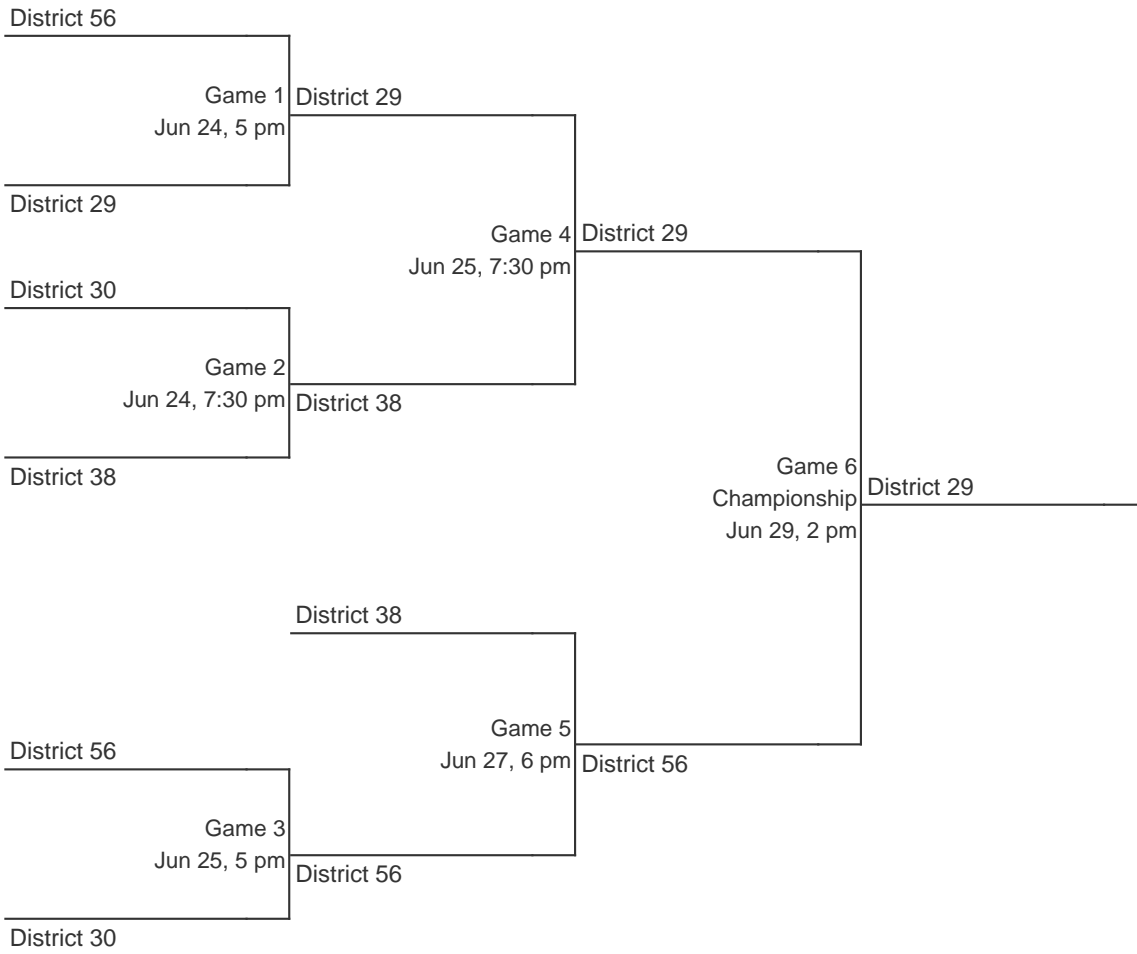 District 56
Game 1
Jun 24, 5 pm
District 29
District 29
Game 4
Jun 25, 7:30 pm
District 29
District 30
Game 2
Jun 24, 7:30 pm
District 38
District 38
Game 6
Championship
Jun 29, 2 pm
District 29
District 38
Game 5
Jun 27, 6 pm
District 56
District 56
Game 3
Jun 25, 5 pm
District 56
District 30